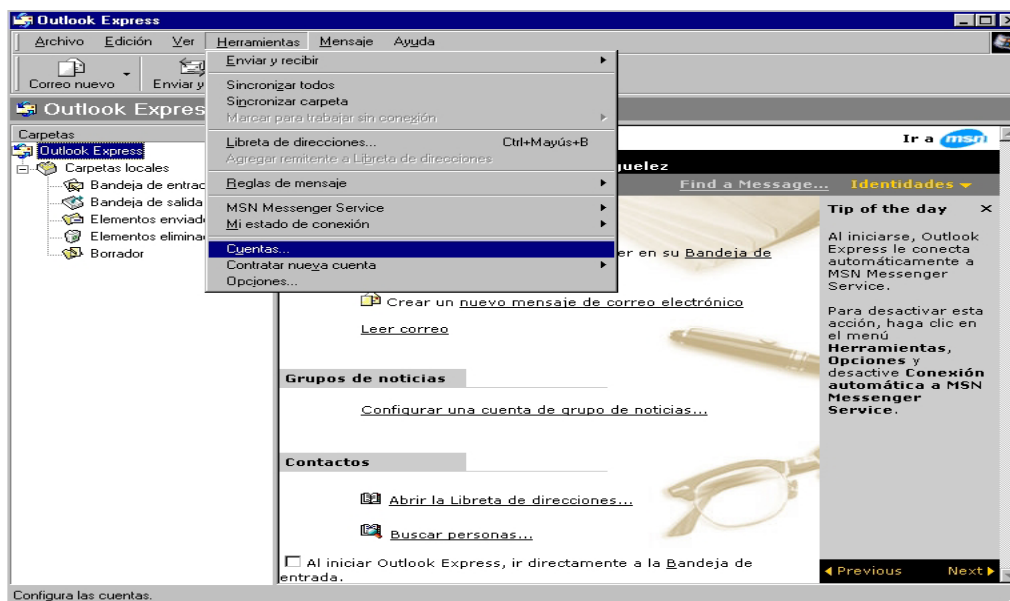 Outlook Express
Archivo Edición Ver Herramientas Mensaje Ayuda
Correo nuevo Enviar y
Enviar y recibir
Sincronizar todos
Sincronizar carpeta
Marcar para trabajar sin conexión
Libreta de direcciones... Ctrl+Mayús+B
Agregar remitente a Libreta de direcciones
Reglas de mensaje
MSN Messenger Service
Mi estado de conexión
Cuentas...
Contratar nueva cuenta
Opciones...
Outlook Expres
Carpetas
Outlook Express
Carpetas locales
Bandeja de entrad
Bandeja de salida
Elementos enviad
Elementos elimina
Borrador
Ir a msn
guelez
Find a Message... Identidades
er en su Bandeja de
Crear un nuevo mensaje de correo electrónico
Leer correo
Grupos de noticias
Configurar una cuenta de grupo de noticias...
Contactos
Abrir la Libreta de direcciones...
Buscar personas...
Al iniciar Outlook Express, ir directamente a la Bandeja de
entrada.
Tip of the day
Al iniciarse, Outlook
Express le conecta
automáticamente a
MSN Messenger
Service.
Para desactivar esta
acción, haga clic en
el menú
Herramientas,
Opciones y
desactive Conexión
automática a MSN
Messenger
Service.
Previous Next
Configura las cuentas.